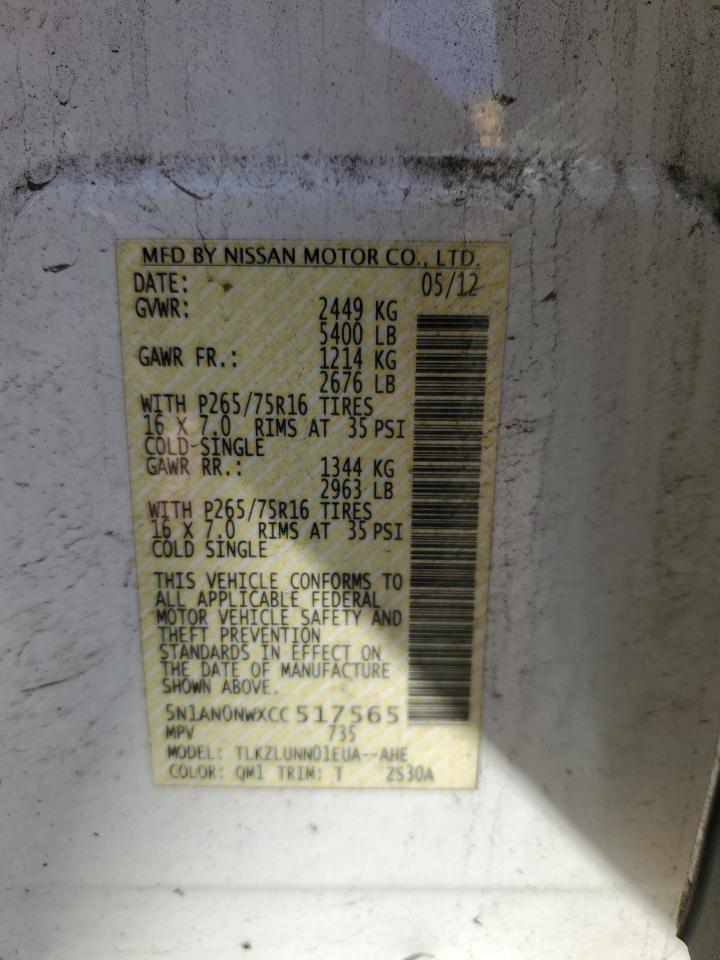 MFD BY NISSAN MOTOR CO., LTD.
DATE: 05/12
GVWR: 2449 KG
5400 LB
GAWR FR.: 1214 KG
2676 LB
WITH P265/75R16 TIRES
16 X 7.0 RIMS AT 35 PSI
COLD SINGLE
GAWR RR.: 1344 KG
2963 LB
WITH P265/75R16 TIRES
16 X 7.0 RIMS AT 35 PSI
COLD SINGLE
THIS VEHICLE CONFORMS TO
ALL APPLICABLE FEDERAL
MOTOR VEHICLE SAFETY AND
THEFT PREVENTION
STANDARDS IN EFFECT ON
THE DATE OF MANUFACTURE
SHOWN ABOVE.
5N1AN0NWXCC 517565
MPV 735
MODEL: TLKZLUNN01EUA--AHE
COLOR: QM1 TRIM: T ZS30A